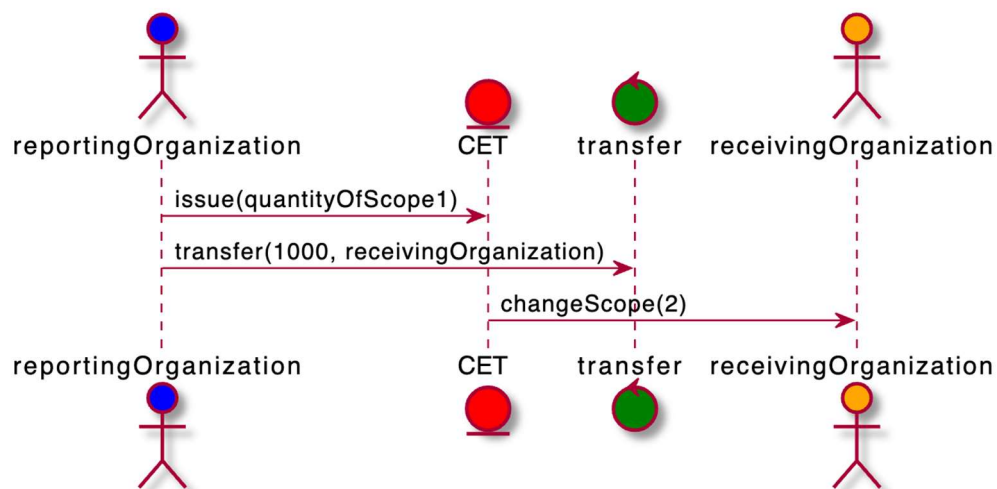 reportingOrganization CET transfer receivingOrganization
issue(quantityOfScope1)
transfer(1000, receivingOrganization)
changeScope(2)
reportingOrganization CET transfer receivingOrganization